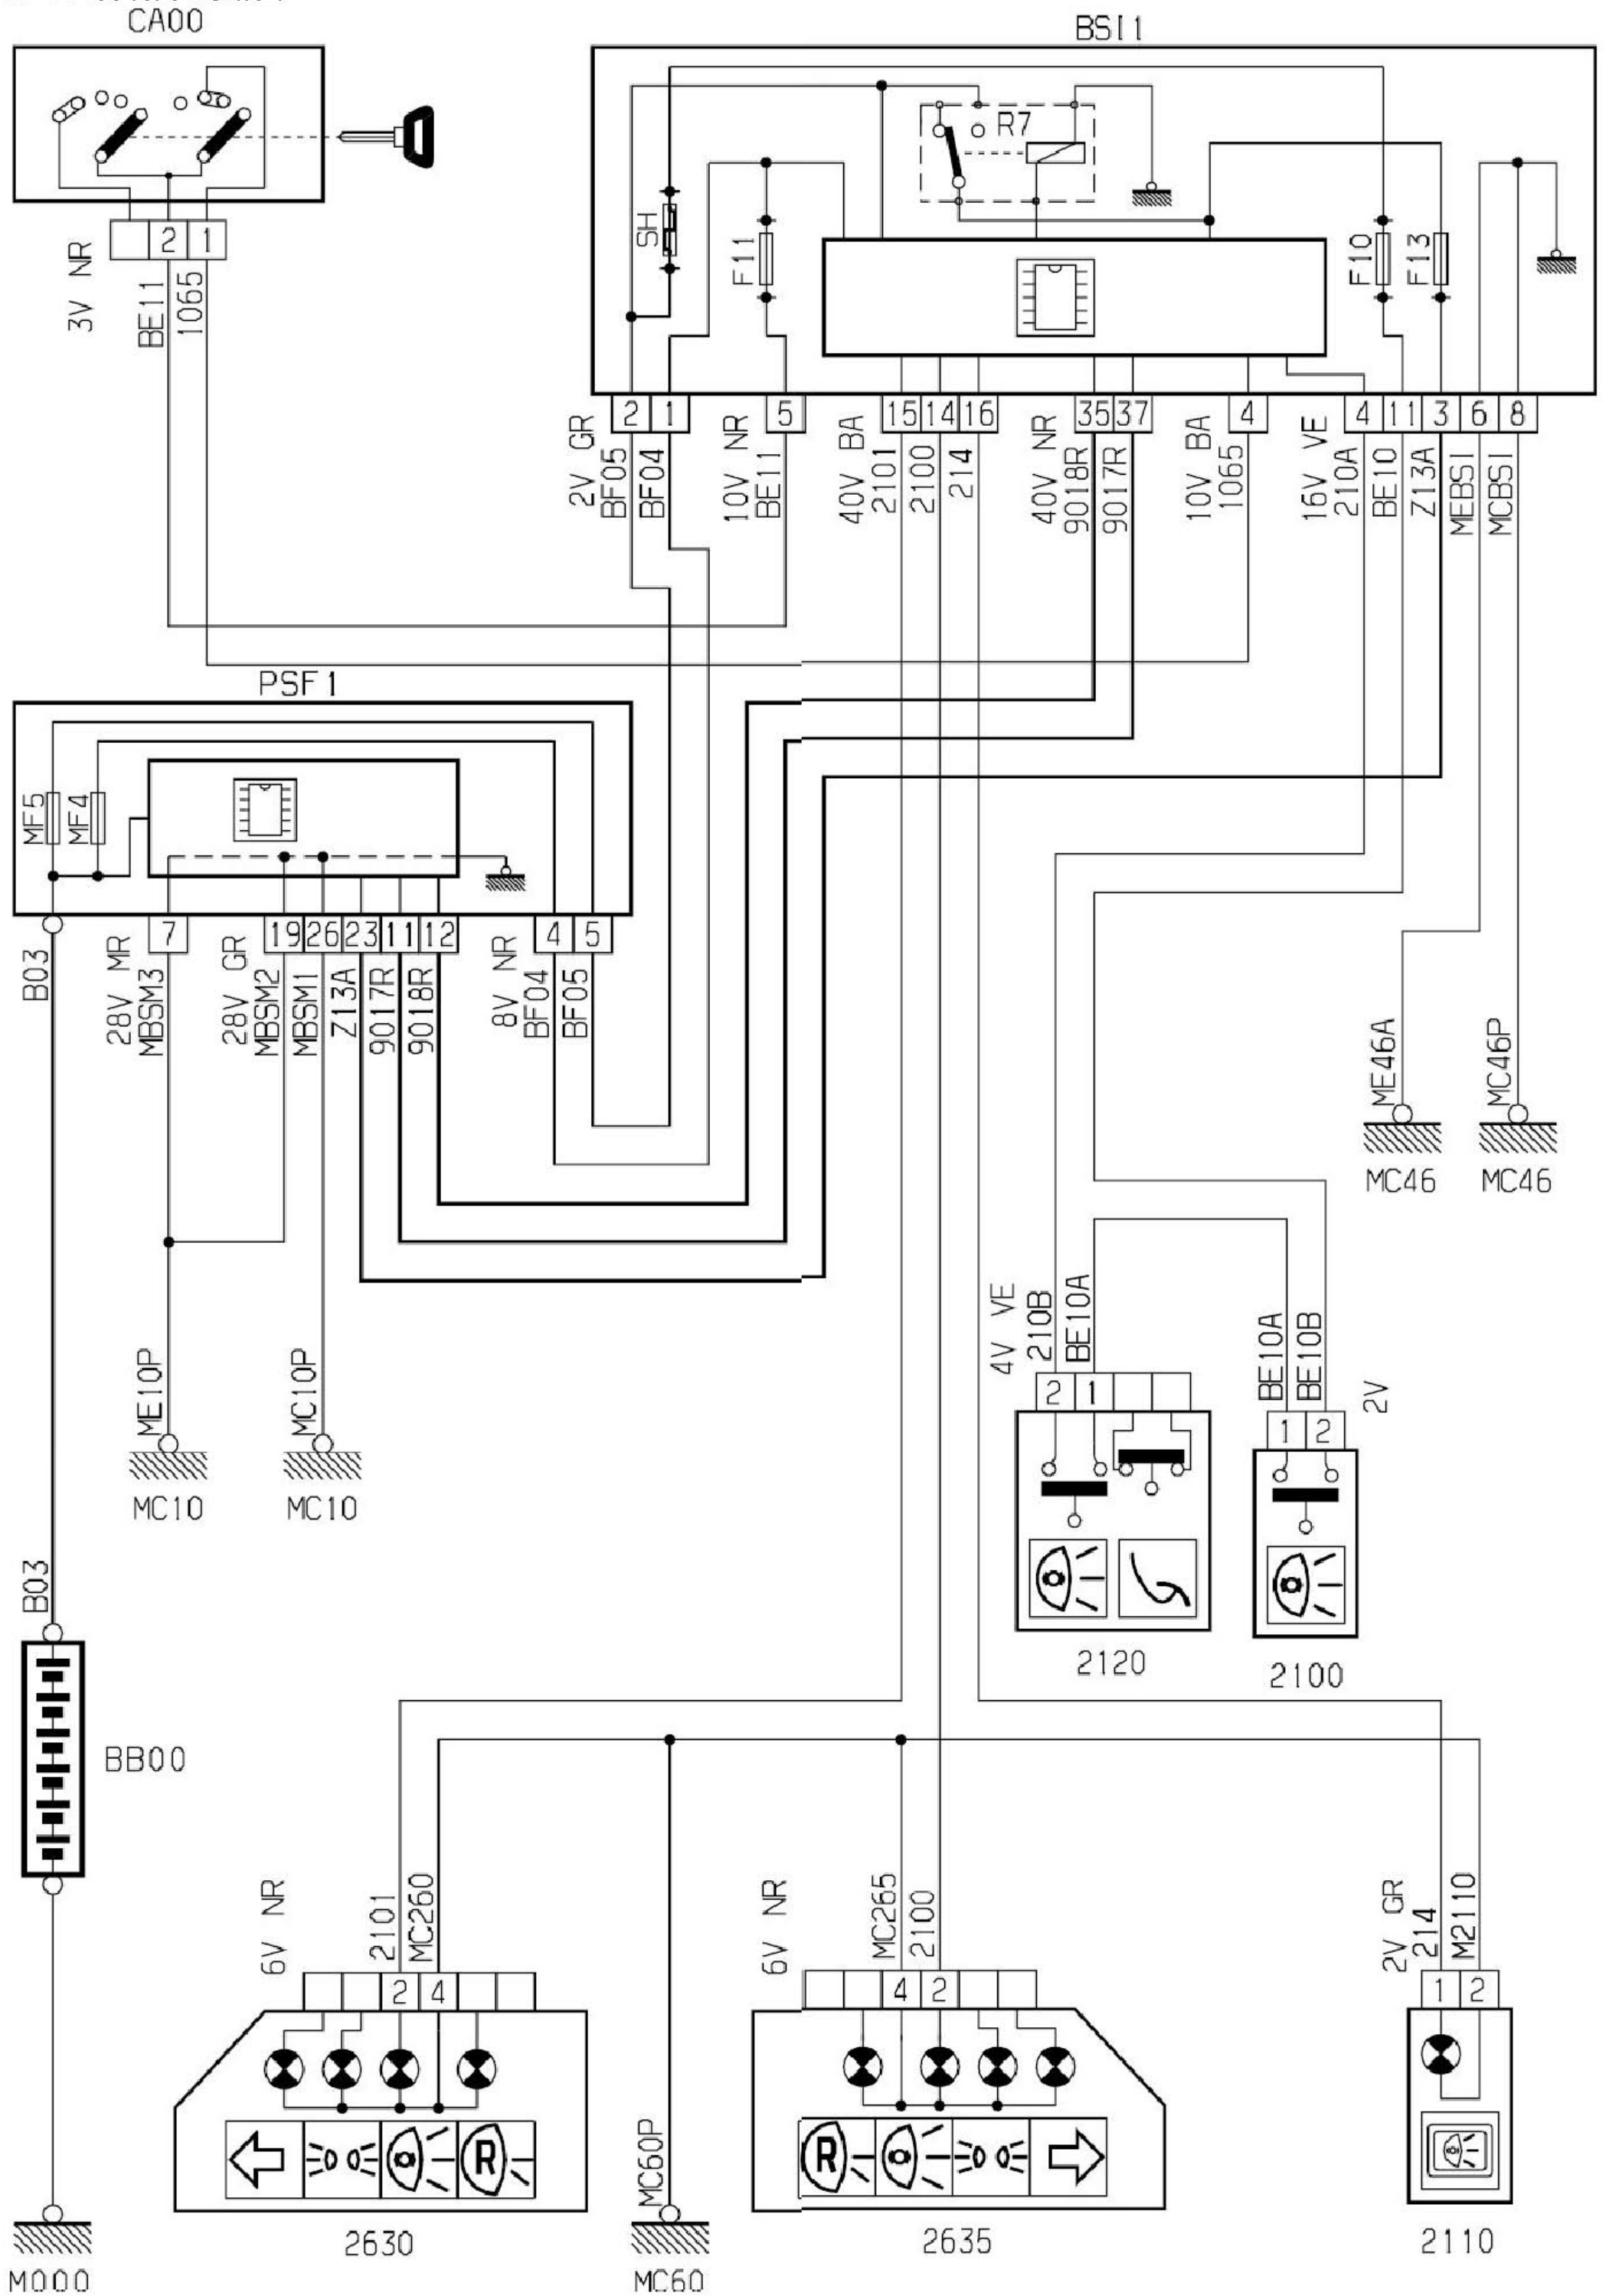 CA00
BSI1
R7
SH
F11
F10
F13
2 1
3V NR
BE11
1065
2 1 5 15 14 16 35 37 4 4 11 3 6 8
2V GR
BF05
BF04
10V NR
BE11
40V BA
2101
2100
214
40V NR
9018R
9017R
10V BA
1065
16V VE
210A
BE10
Z13A
MEBSI
MCBSI
PSF1
MF5
MF4
7 19 26 23 11 12 4 5
B03
28V MR
MBSM3
28V GR
MBSM2
MBSM1
Z13A
9017R
9018R
8V NR
BF04
BF05
ME46A
MC46P
MC46
MC46
4V VE
210B
BE10A
BE10A
BE10B
2V
ME10P
MC10P
2 1
1 2
MC10
MC10
B03
2120
2100
BB00
6V NR
2101
MC260
6V NR
MC265
2100
2V GR
214
M2110
2 4
4 2
1 2
R
R
MC60P
2630
2635
2110
M000
MC60